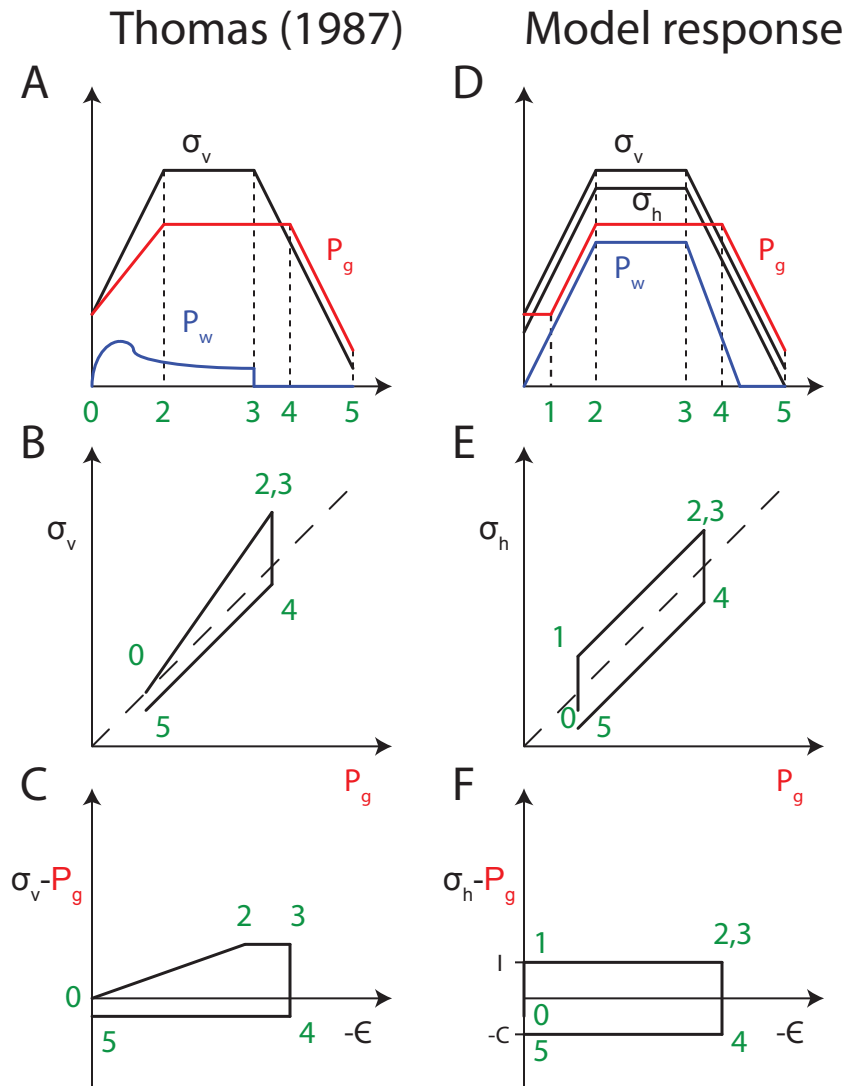 Thomas (1987) Model response
A
σv
Pg
Pw
0 2 3 4 5
D
σv
σh
Pg
Pw
1 2 3 4 5
B
σv
2,3
4
0
5
Pg
E
σh
2,3
1
4
0 5
Pg
C
σv-Pg
2 3
0
5 4 -ϵ
F
σh-Pg
1 2,3
I
0
-C
5 4 -ϵ